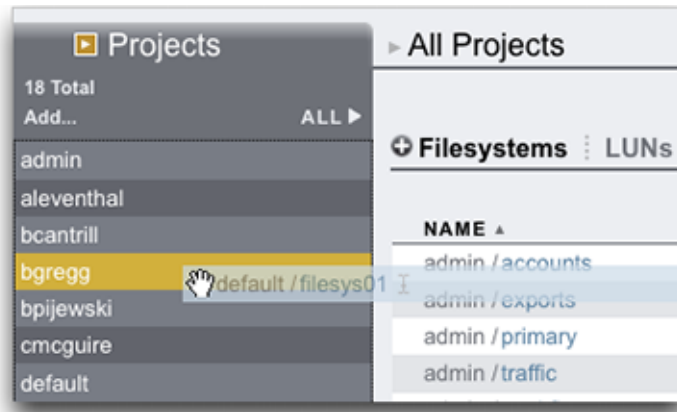 Projects
18 Total
Add...
ALL
admin
aleventhal
bcantrill
bgregg
bpijewski
cmcguire
default
All Projects
Filesystems
LUNs
NAME
admin / accounts
default / filesys01
admin / exports
admin / primary
admin / traffic